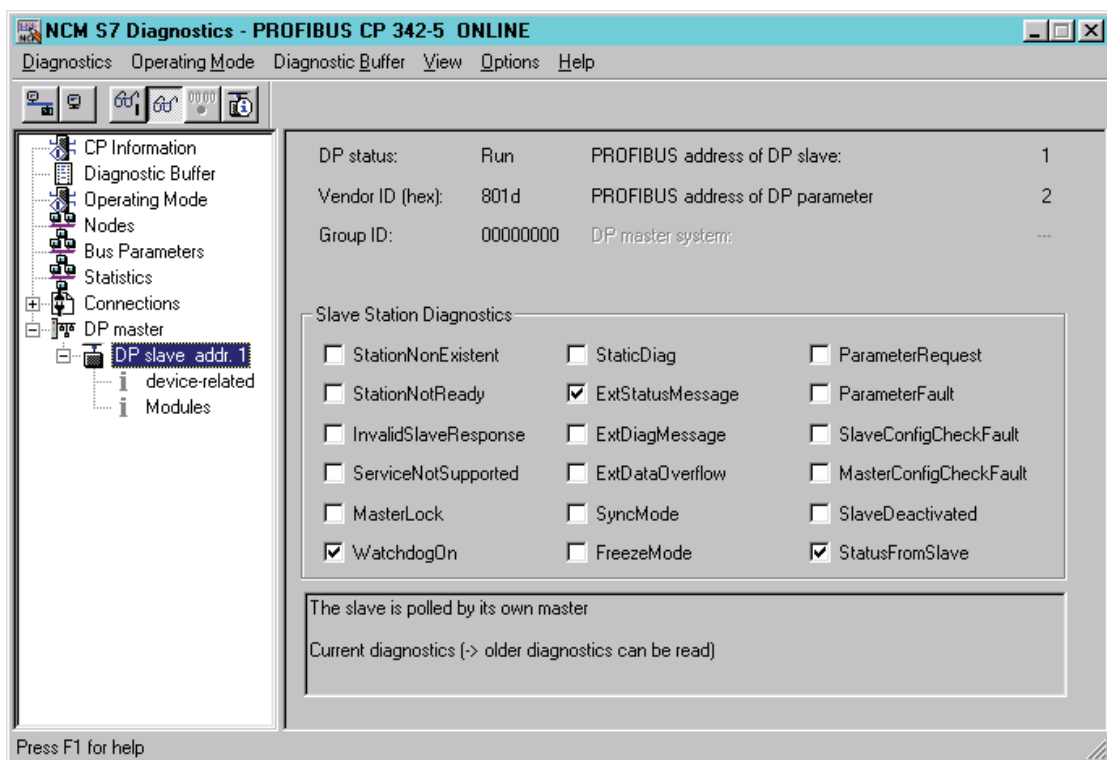 NCM S7 Diagnostics - PROFIBUS CP 342-5 ONLINE
Diagnostics Operating Mode Diagnostic Buffer View Options Help
CP Information
Diagnostic Buffer
Operating Mode
Nodes
Bus Parameters
Statistics
Connections
DP master
DP slave addr. 1
device-related
Modules
DP status: Run PROFIBUS address of DP slave: 1
Vendor ID (hex): 801d PROFIBUS address of DP parameter 2
Group ID: 00000000 DP master system: ---
Slave Station Diagnostics
StationNonExistent StaticDiag ParameterRequest
StationNotReady ExtStatusMessage ParameterFault
InvalidSlaveResponse ExtDiagMessage SlaveConfigCheckFault
ServiceNotSupported ExtDataOverflow MasterConfigCheckFault
MasterLock SyncMode SlaveDeactivated
WatchdogOn FreezeMode StatusFromSlave
The slave is polled by its own master
Current diagnostics (-> older diagnostics can be read)
Press F1 for help